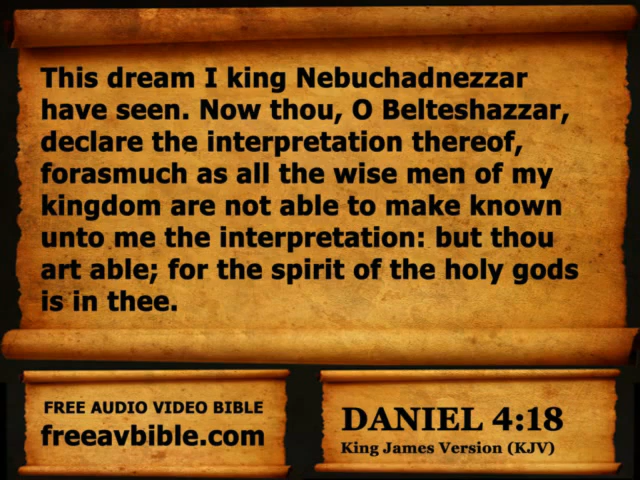 This dream I king Nebuchadnezzar
have seen. Now thou, O Belteshazzar,
declare the interpretation thereof,
forasmuch as all the wise men of my
kingdom are not able to make known
unto me the interpretation: but thou
art able; for the spirit of the holy gods
is in thee.
FREE AUDIO VIDEO BIBLE
freeavbible.com
DANIEL 4:18
King James Version (KJV)